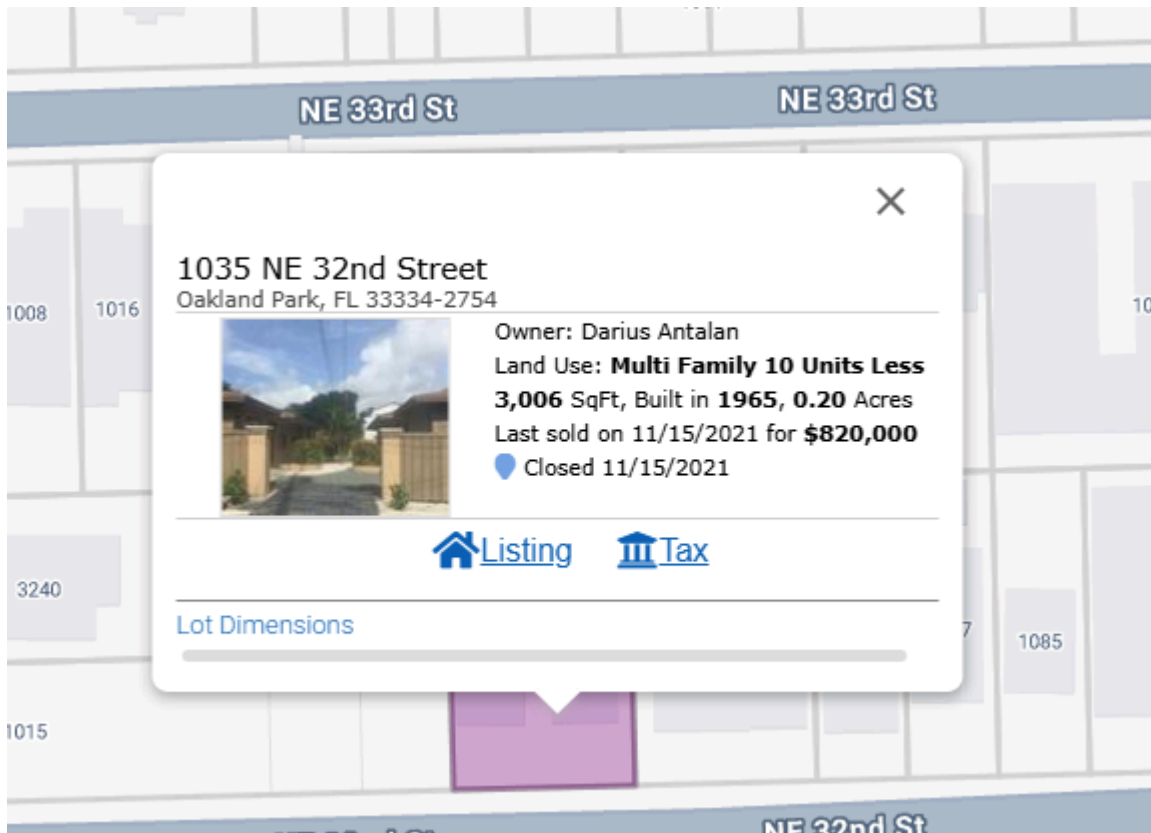 NE 33rd St
NE 33rd St
1035 NE 32nd Street
Oakland Park, FL 33334-2754
Owner: Darius Antalan
Land Use: Multi Family 10 Units Less
3,006 SqFt, Built in 1965, 0.20 Acres
Last sold on 11/15/2021 for $820,000
Closed 11/15/2021
Listing
Tax
Lot Dimensions
1008
1016
3240
1085
1015
NE 32nd St